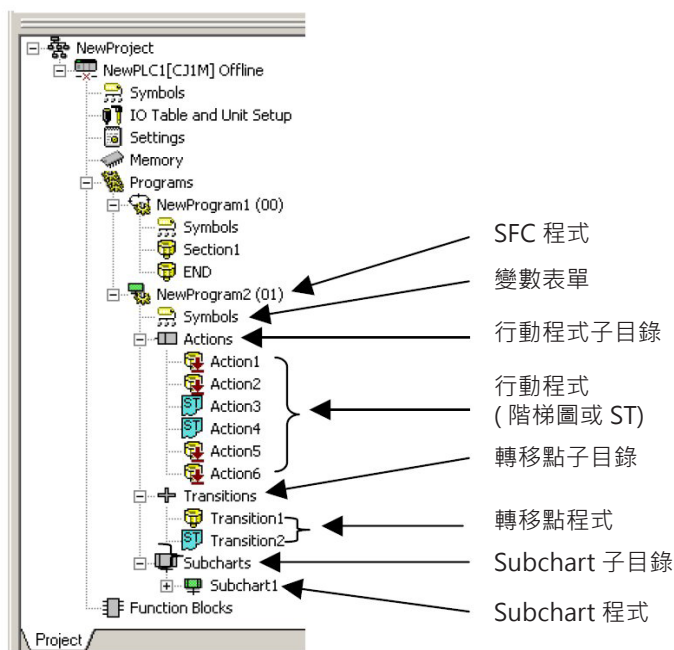 NewProject
NewPLC1[CJ1M] Offline
Symbols
IO Table and Unit Setup
Settings
Memory
Programs
NewProgram1 (00)
Symbols
Section1
END
NewProgram2 (01)
Symbols
Actions
Action1
Action2
ST Action3
ST Action4
Action5
Action6
Transitions
Transition1
ST Transition2
Subcharts
Subchart1
Function Blocks
Project
SFC 程式
變數表單
行動程式子目錄
行動程式
( 階梯圖或 ST)
轉移點子目錄
轉移點程式
Subchart 子目錄
Subchart 程式